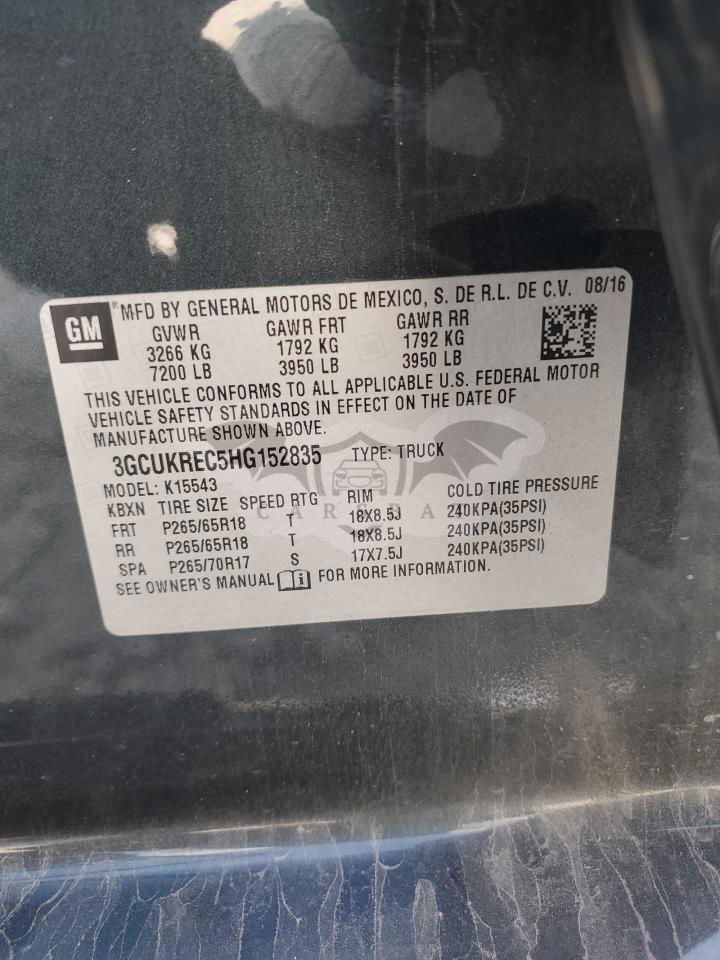 GM ® MFD BY GENERAL MOTORS DE MEXICO, S. DE R.L. DE C.V. 08/16
GVWR GAWR FRT GAWR RR
3266 KG 1792 KG 1792 KG
7200 LB 3950 LB 3950 LB
THIS VEHICLE CONFORMS TO ALL APPLICABLE U.S. FEDERAL MOTOR
VEHICLE SAFETY STANDARDS IN EFFECT ON THE DATE OF
MANUFACTURE SHOWN ABOVE.
3GCUKREC5HG152835 TYPE: TRUCK
MODEL: K15543
KBXN TIRE SIZE SPEED RTG RIM COLD TIRE PRESSURE
FRT P265/65R18 T 18X8.5J 240KPA(35PSI)
RR P265/65R18 T 18X8.5J 240KPA(35PSI)
SPA P265/70R17 S 17X7.5J 240KPA(35PSI)
SEE OWNER'S MANUAL FOR MORE INFORMATION.